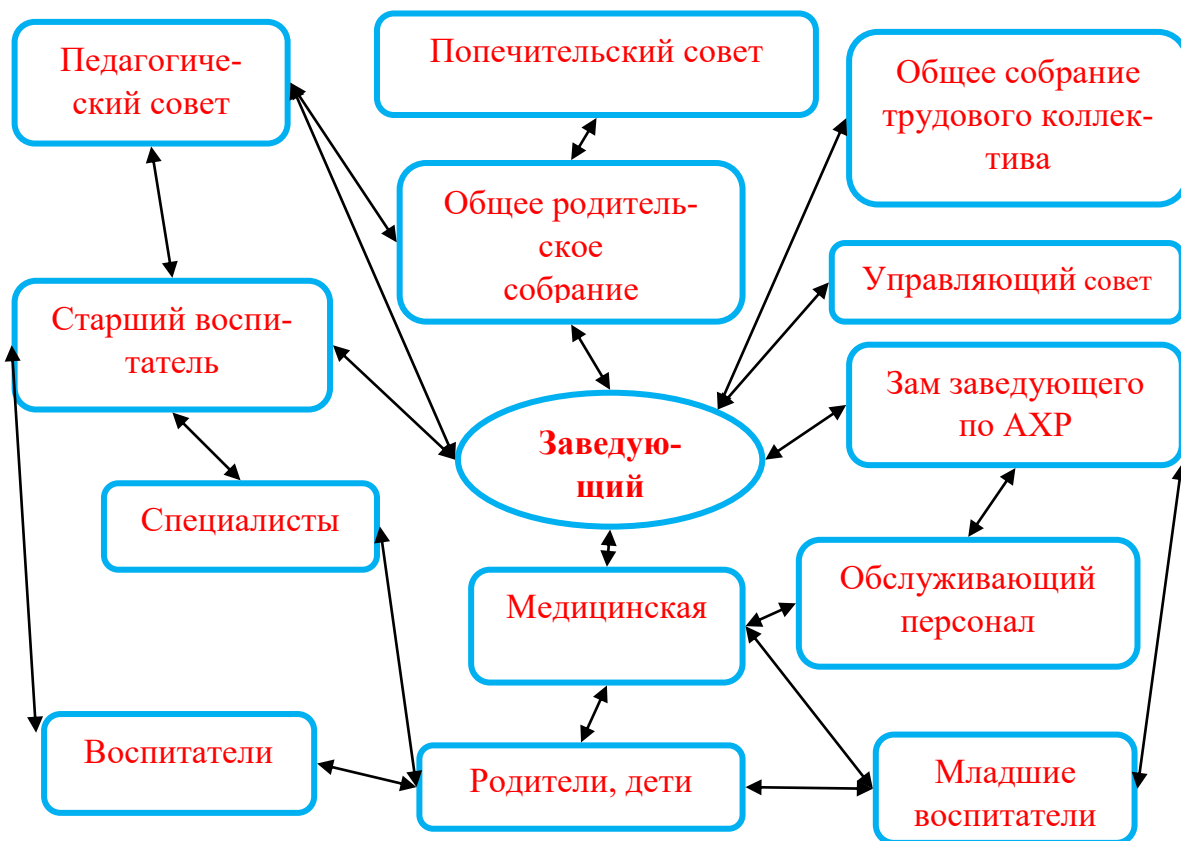 Педагогиче-
ский совет
Попечительский совет
Общее собрание
трудового коллек-
тива
Общее родитель-
ское
собрание
Управляющий совет
Старший воспи-
татель
Зам заведующего
по АХР
Заведую-
щий
Специалисты
Медицинская
Обслуживающий
персонал
Воспитатели
Родители, дети
Младшие
воспитатели